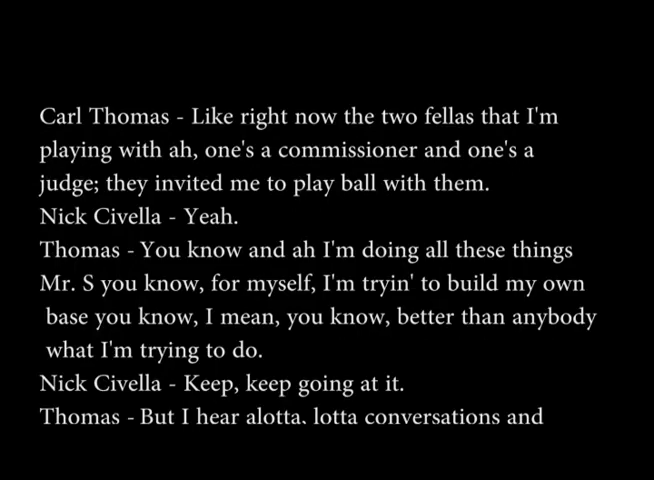 Carl Thomas - Like right now the two fellas that I'm
playing with ah, one's a commissioner and one's a
judge; they invited me to play ball with them.
Nick Civella - Yeah.
Thomas - You know and ah I'm doing all these things
Mr. S you know, for myself, I'm tryin' to build my own
base you know, I mean, you know, better than anybody
what I'm trying to do.
Nick Civella - Keep, keep going at it.
Thomas - But I hear alotta, lotta conversations and